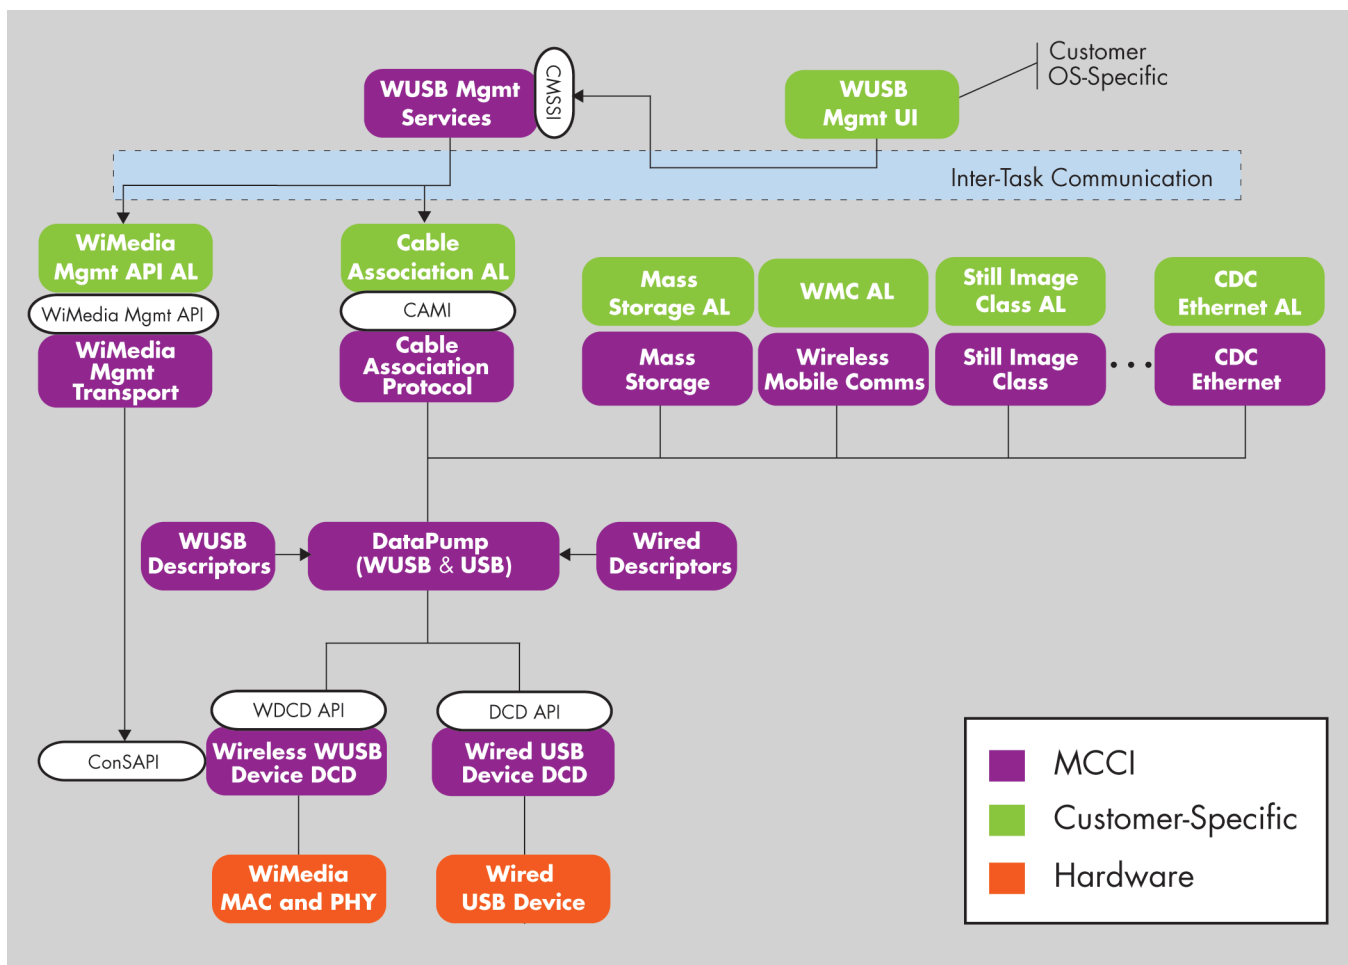 Customer
OS-Specific
WUSB Mgmt
Services
CMSSI
WUSB
Mgmt UI
Inter-Task Communication
WiMedia
Mgmt API AL
WiMedia Mgmt API
WiMedia
Mgmt
Transport
Cable
Association AL
CAMI
Cable
Association
Protocol
Mass
Storage AL
Mass
Storage
WMC AL
Wireless
Mobile Comms
Still Image
Class AL
Still Image
Class
...
CDC
Ethernet AL
CDC
Ethernet
WUSB
Descriptors
DataPump
(WUSB & USB)
Wired
Descriptors
WDCD API
DCD API
ConSAPI
Wireless WUSB
Device DCD
Wired USB
Device DCD
WiMedia
MAC and PHY
Wired
USB Device
MCCI
Customer-Specific
Hardware